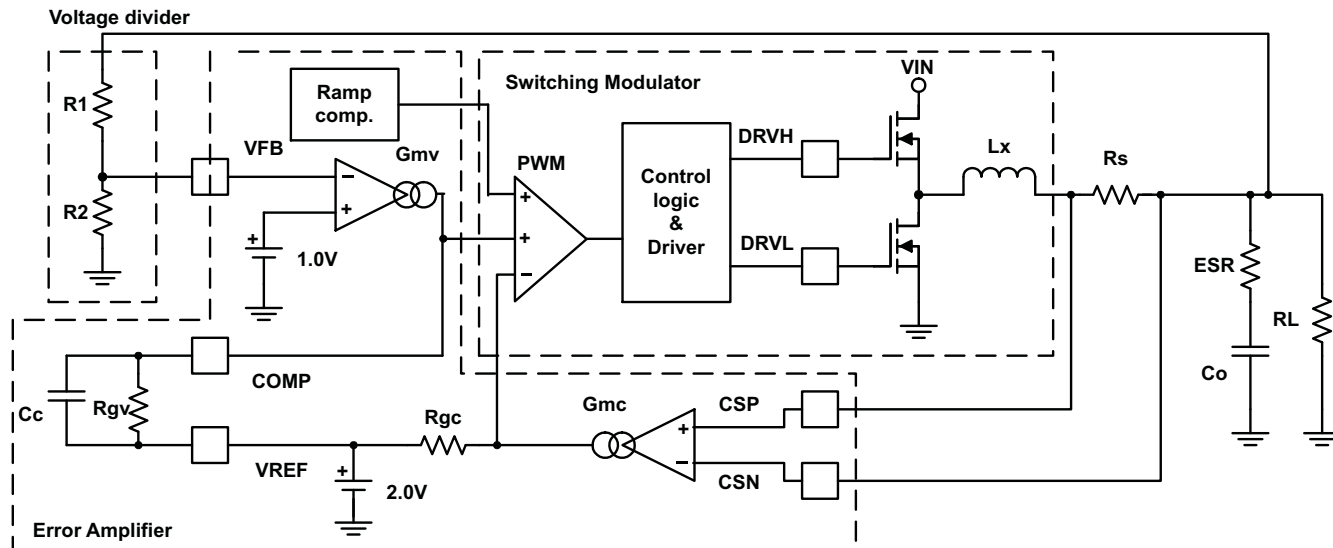 Voltage divider
R1
R2
VFB
Ramp
comp.
Gmv
−
+
+
1.0V
Switching Modulator
PWM
+
+
−
Control
logic
&
Driver
DRVH
DRVL
VIN
Lx
Rs
ESR
Co
RL
COMP
Cc
Rgv
VREF
+
2.0V
Rgc
Gmc
+
−
CSP
CSN
Error Amplifier